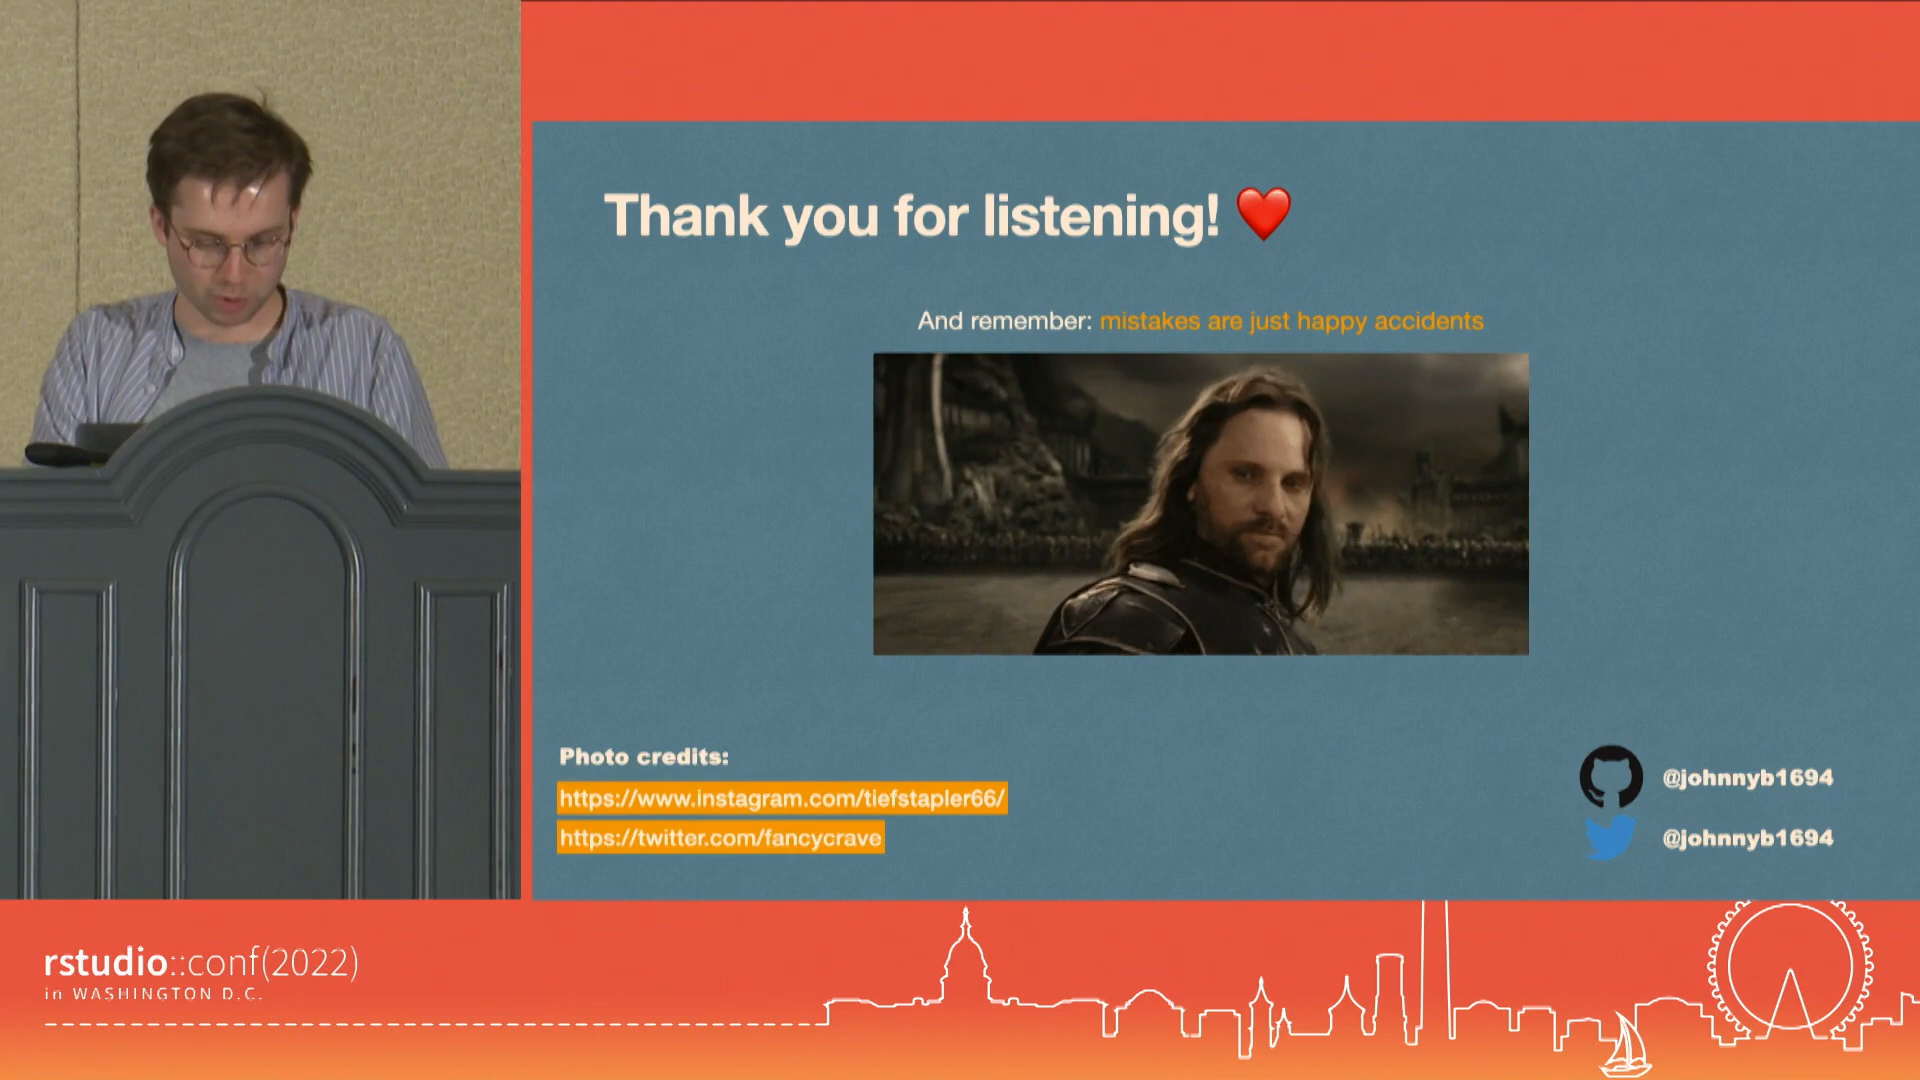 Thank you for listening! ❤️
And remember: mistakes are just happy accidents
Photo credits:
https://www.instagram.com/tiefstapler66/
https://twitter.com/fancycrave
@johnnyb1694
@johnnyb1694
rstudio::conf(2022)
in WASHINGTON D.C.